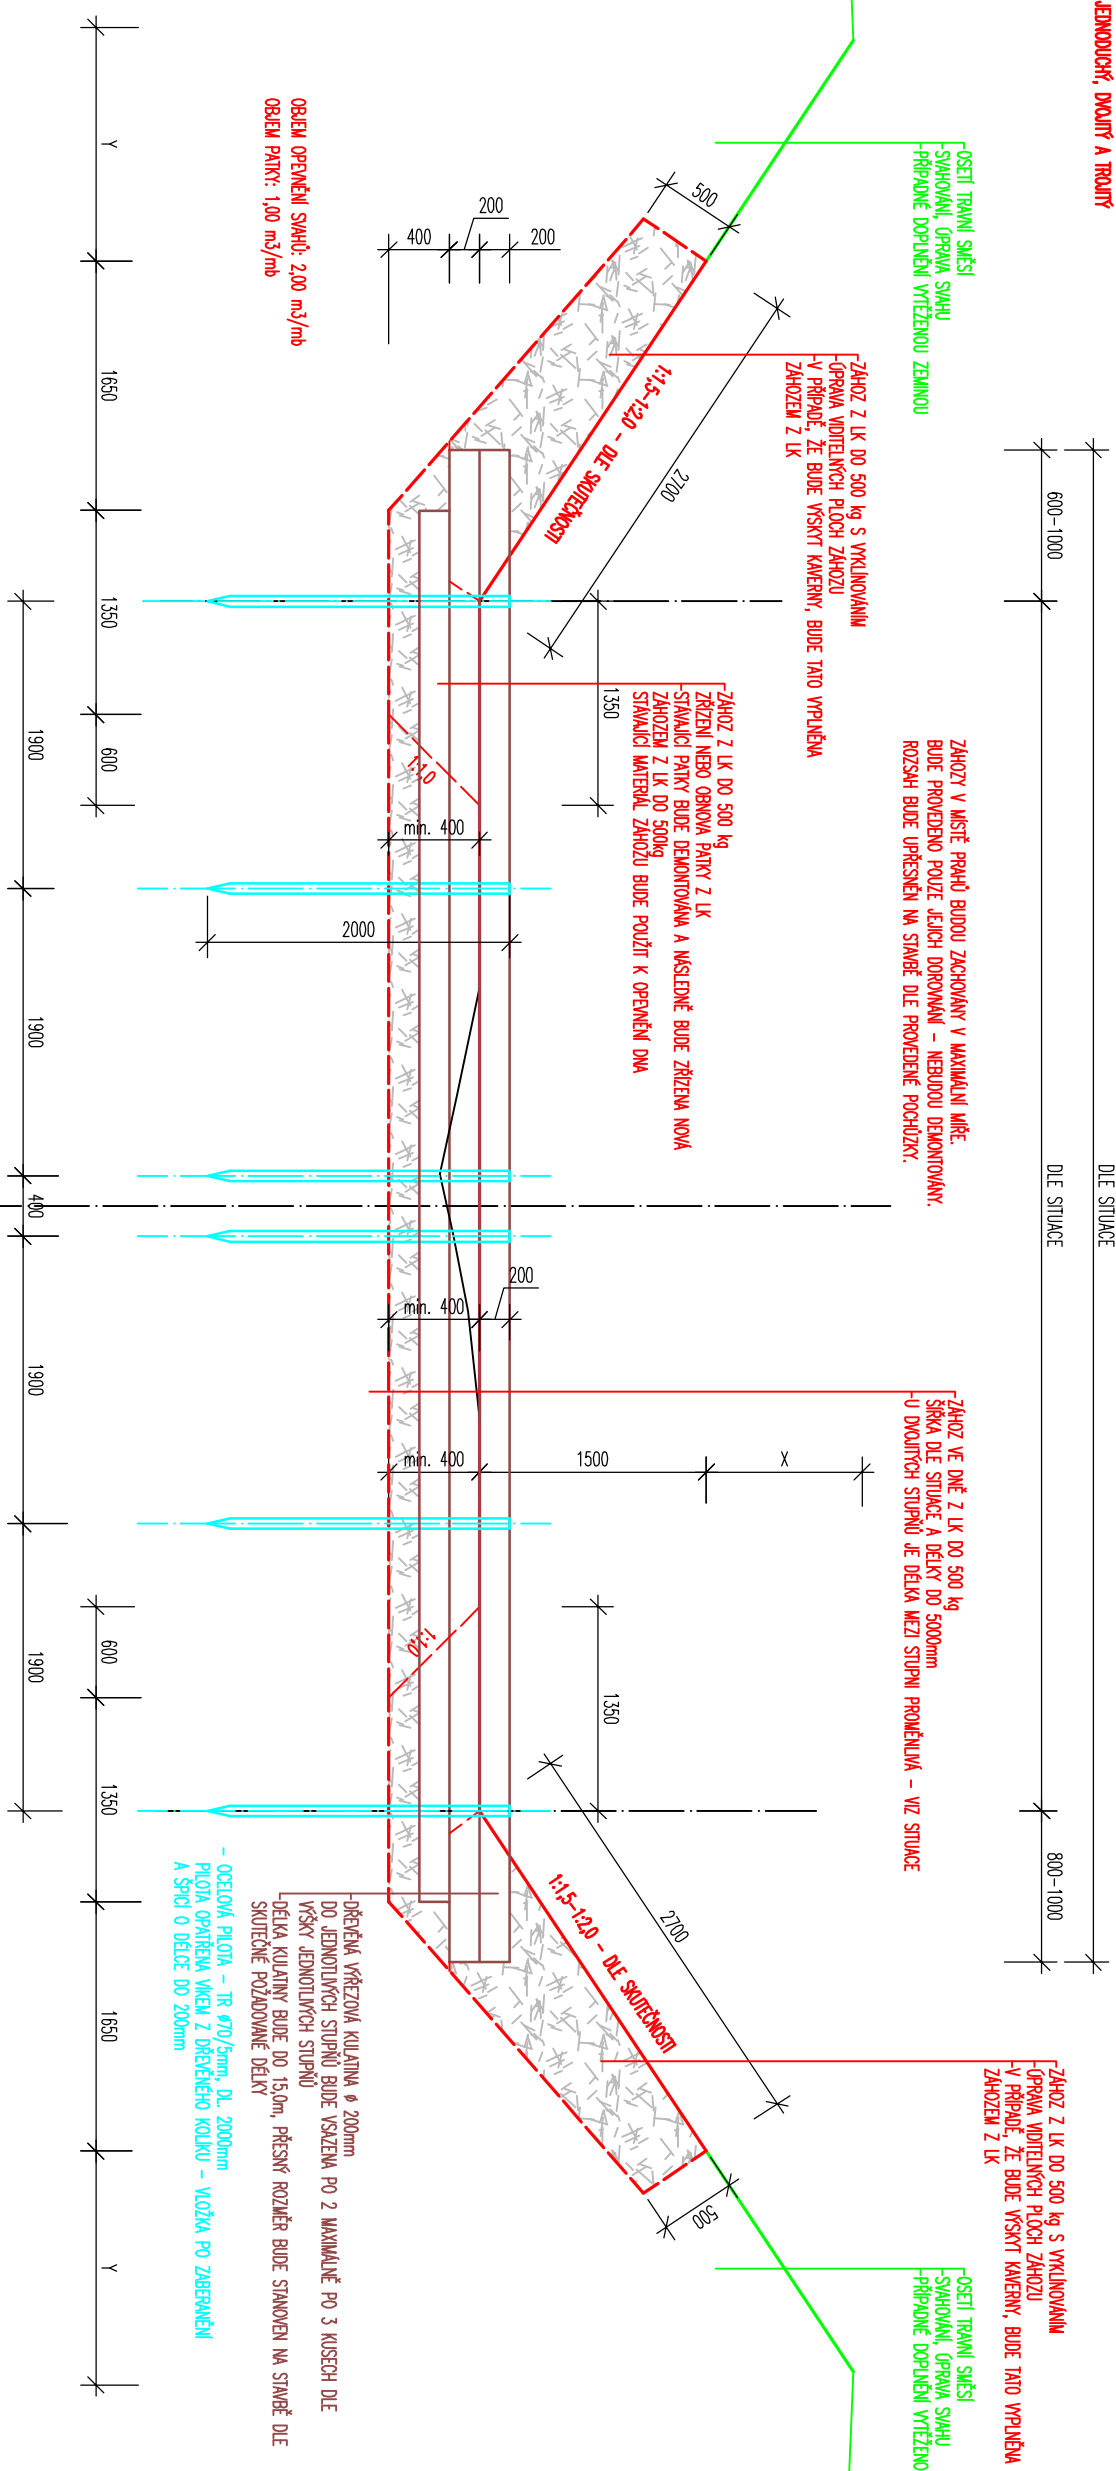 JEDNODUCHÝ, DVOJITÝ A TROJITÝ
DLE SITUACE
600-1000
DLE SITUACE
800-1000
OSETÍ TRAVNÍ SMĚSÍ
SVAHOVÁNÍ, ÚPRAVA SVAHU
PŘÍPADNÉ DOPLNĚNÍ VYTĚŽENOU ZEMINOU
ZÁHOZ Z LK DO 500 kg S VYKLÍNOVÁNÍM
ÚPRAVA VIDITELNÝCH PLOCH ZÁHOZU
V PŘÍPADĚ, ŽE BUDE VÝSKYT KAVERNY, BUDE TATO VYPLNĚNA
ZÁHOZEM Z LK
ZÁHOZY V MÍSTĚ PRAHŮ BUDOU ZACHOVÁNY V MAXIMÁLNÍ MÍŘE.
BUDE PROVEDENO POUZE JEJICH DOROVNÁNÍ - NEBUDOU DEMONTOVÁNY.
ROZSAH BUDE UPŘESNĚN NA STAVBĚ DLE PROVEDENÉ POCHŮZKY.
ZÁHOZ VE DNĚ Z LK DO 500 kg
ŠÍŘKA DLE SITUACE A DÉLKY DO 5000mm
U DVOJITÝCH STUPŇŮ JE DÉLKA MEZI STUPNI PROMĚNLIVÁ - VIZ SITUACE
ZÁHOZ Z LK DO 500 kg S VYKLÍNOVÁNÍM
ÚPRAVA VIDITELNÝCH PLOCH ZÁHOZU
V PŘÍPADĚ, ŽE BUDE VÝSKYT KAVERNY, BUDE TATO VYPLNĚNA
ZÁHOZEM Z LK
OSETÍ TRAVNÍ SMĚSÍ
SVAHOVÁNÍ, ÚPRAVA SVAHU
PŘÍPADNÉ DOPLNĚNÍ VYTĚŽENO
ZÁHOZ Z LK DO 500 kg
ZŘÍZENÍ NEBO OBNOVA PATKY Z LK
STÁVAJÍCÍ PATKY BUDE DEMONTOVÁNA A NÁSLEDNĚ BUDE ZŘÍZENA NOVÁ
ZÁHOZEM Z LK DO 500kg
STÁVAJÍCÍ MATERIÁL ZÁHOZU BUDE POUŽIT K OPEVNĚNÍ DNA
500
2700
1:1,5-1:2,0 - DLE SKUTEČNOSTI
1350
X
1500
min. 400
1350
2700
1:1,5-1:2,0 - DLE SKUTEČNOSTI
500
200
200
400
1:1,0
min. 400
2000
200
min. 400
1:1,0
OBJEM OPEVNĚNÍ SVAHŮ: 2,00 m3/mb
OBJEM PATKY: 1,00 m3/mb
DŘEVĚNÁ VÝŘEZOVÁ KULATINA ø 200mm
DO JEDNOTLIVÝCH STUPŇŮ BUDE VSAZENA PO 2 MAXIMÁLNĚ PO 3 KUSECH DLE
VÝŠKY JEDNOTLIVÝCH STUPŇŮ
DÉLKA KULATINY BUDE DO 15,0m, PŘESNÝ ROZMĚR BUDE STANOVEN NA STAVBĚ DLE
SKUTEČNÉ POŽADOVANÉ DÉLKY
- OCELOVÁ PILOTA - TR ø70/5mm, DL. 2000mm
PILOTA OPATŘENA VÍKEM Z DŘEVĚNÉHO KOLÍKU - VLOŽKA PO ZABERANĚNÍ
A ŠPICÍ O DÉLCE DO 200mm
Y
1650
1350
600
600
1350
1650
Y
1900
1900
400
1900
1900